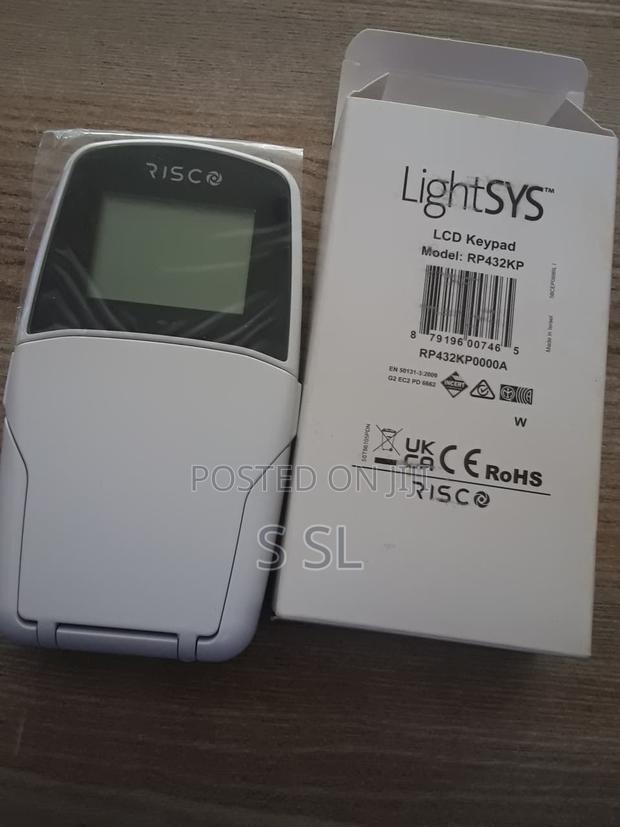 RISCO
LightSYS™
LCD Keypad
Model: RP432KP
8 79196 00746 5
RP432KP0000A
Made in Israel
EN 50131-3:2009
G2 EC2 PD 6662
INCERT
W
UK
CA CE RoHS
RISCO
POSTED ON JIJI
S SL